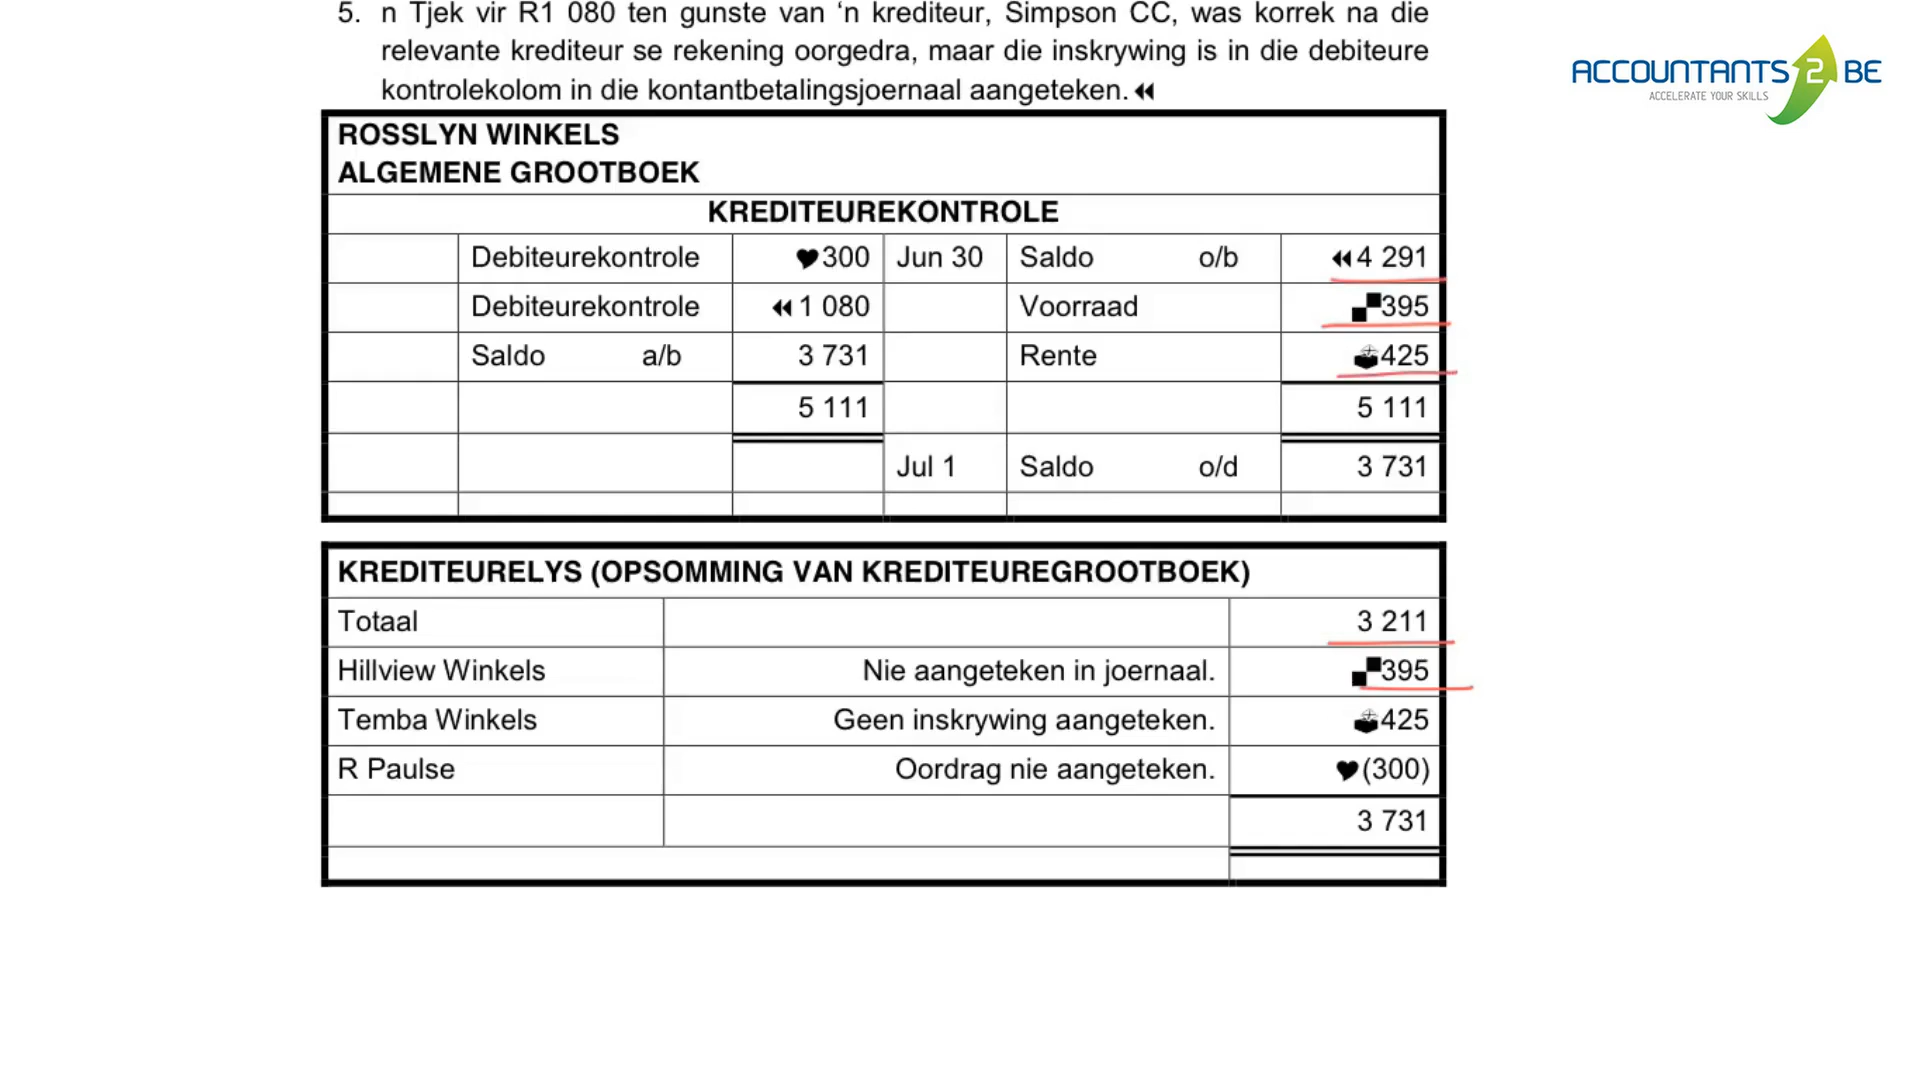 5. n Tjek vir R1 080 ten gunste van ‘n krediteur, Simpson CC, was korrek na die
relevante krediteur se rekening oorgedra, maar die inskrywing is in die debiteure
kontrolekolom in die kontantbetalingsjoernaal aangeteken.
ACCOUNTANTS 2 BE
ACCELERATE YOUR SKILLS
ROSSLYN WINKELS
ALGEMENE GROOTBOEK
KREDITEUREKONTROLE
Debiteurekontrole 300 Jun 30 Saldo o/b 4 291
Debiteurekontrole 1 080 Voorraad 395
Saldo a/b 3 731 Rente 425
5 111 5 111
Jul 1 Saldo o/d 3 731
KREDITEURELYS (OPSOMMING VAN KREDITEUREGROOTBOEK)
Totaal 3 211
Hillview Winkels Nie aangeteken in joernaal. 395
Temba Winkels Geen inskrywing aangeteken. 425
R Paulse Oordrag nie aangeteken. (300)
3 731